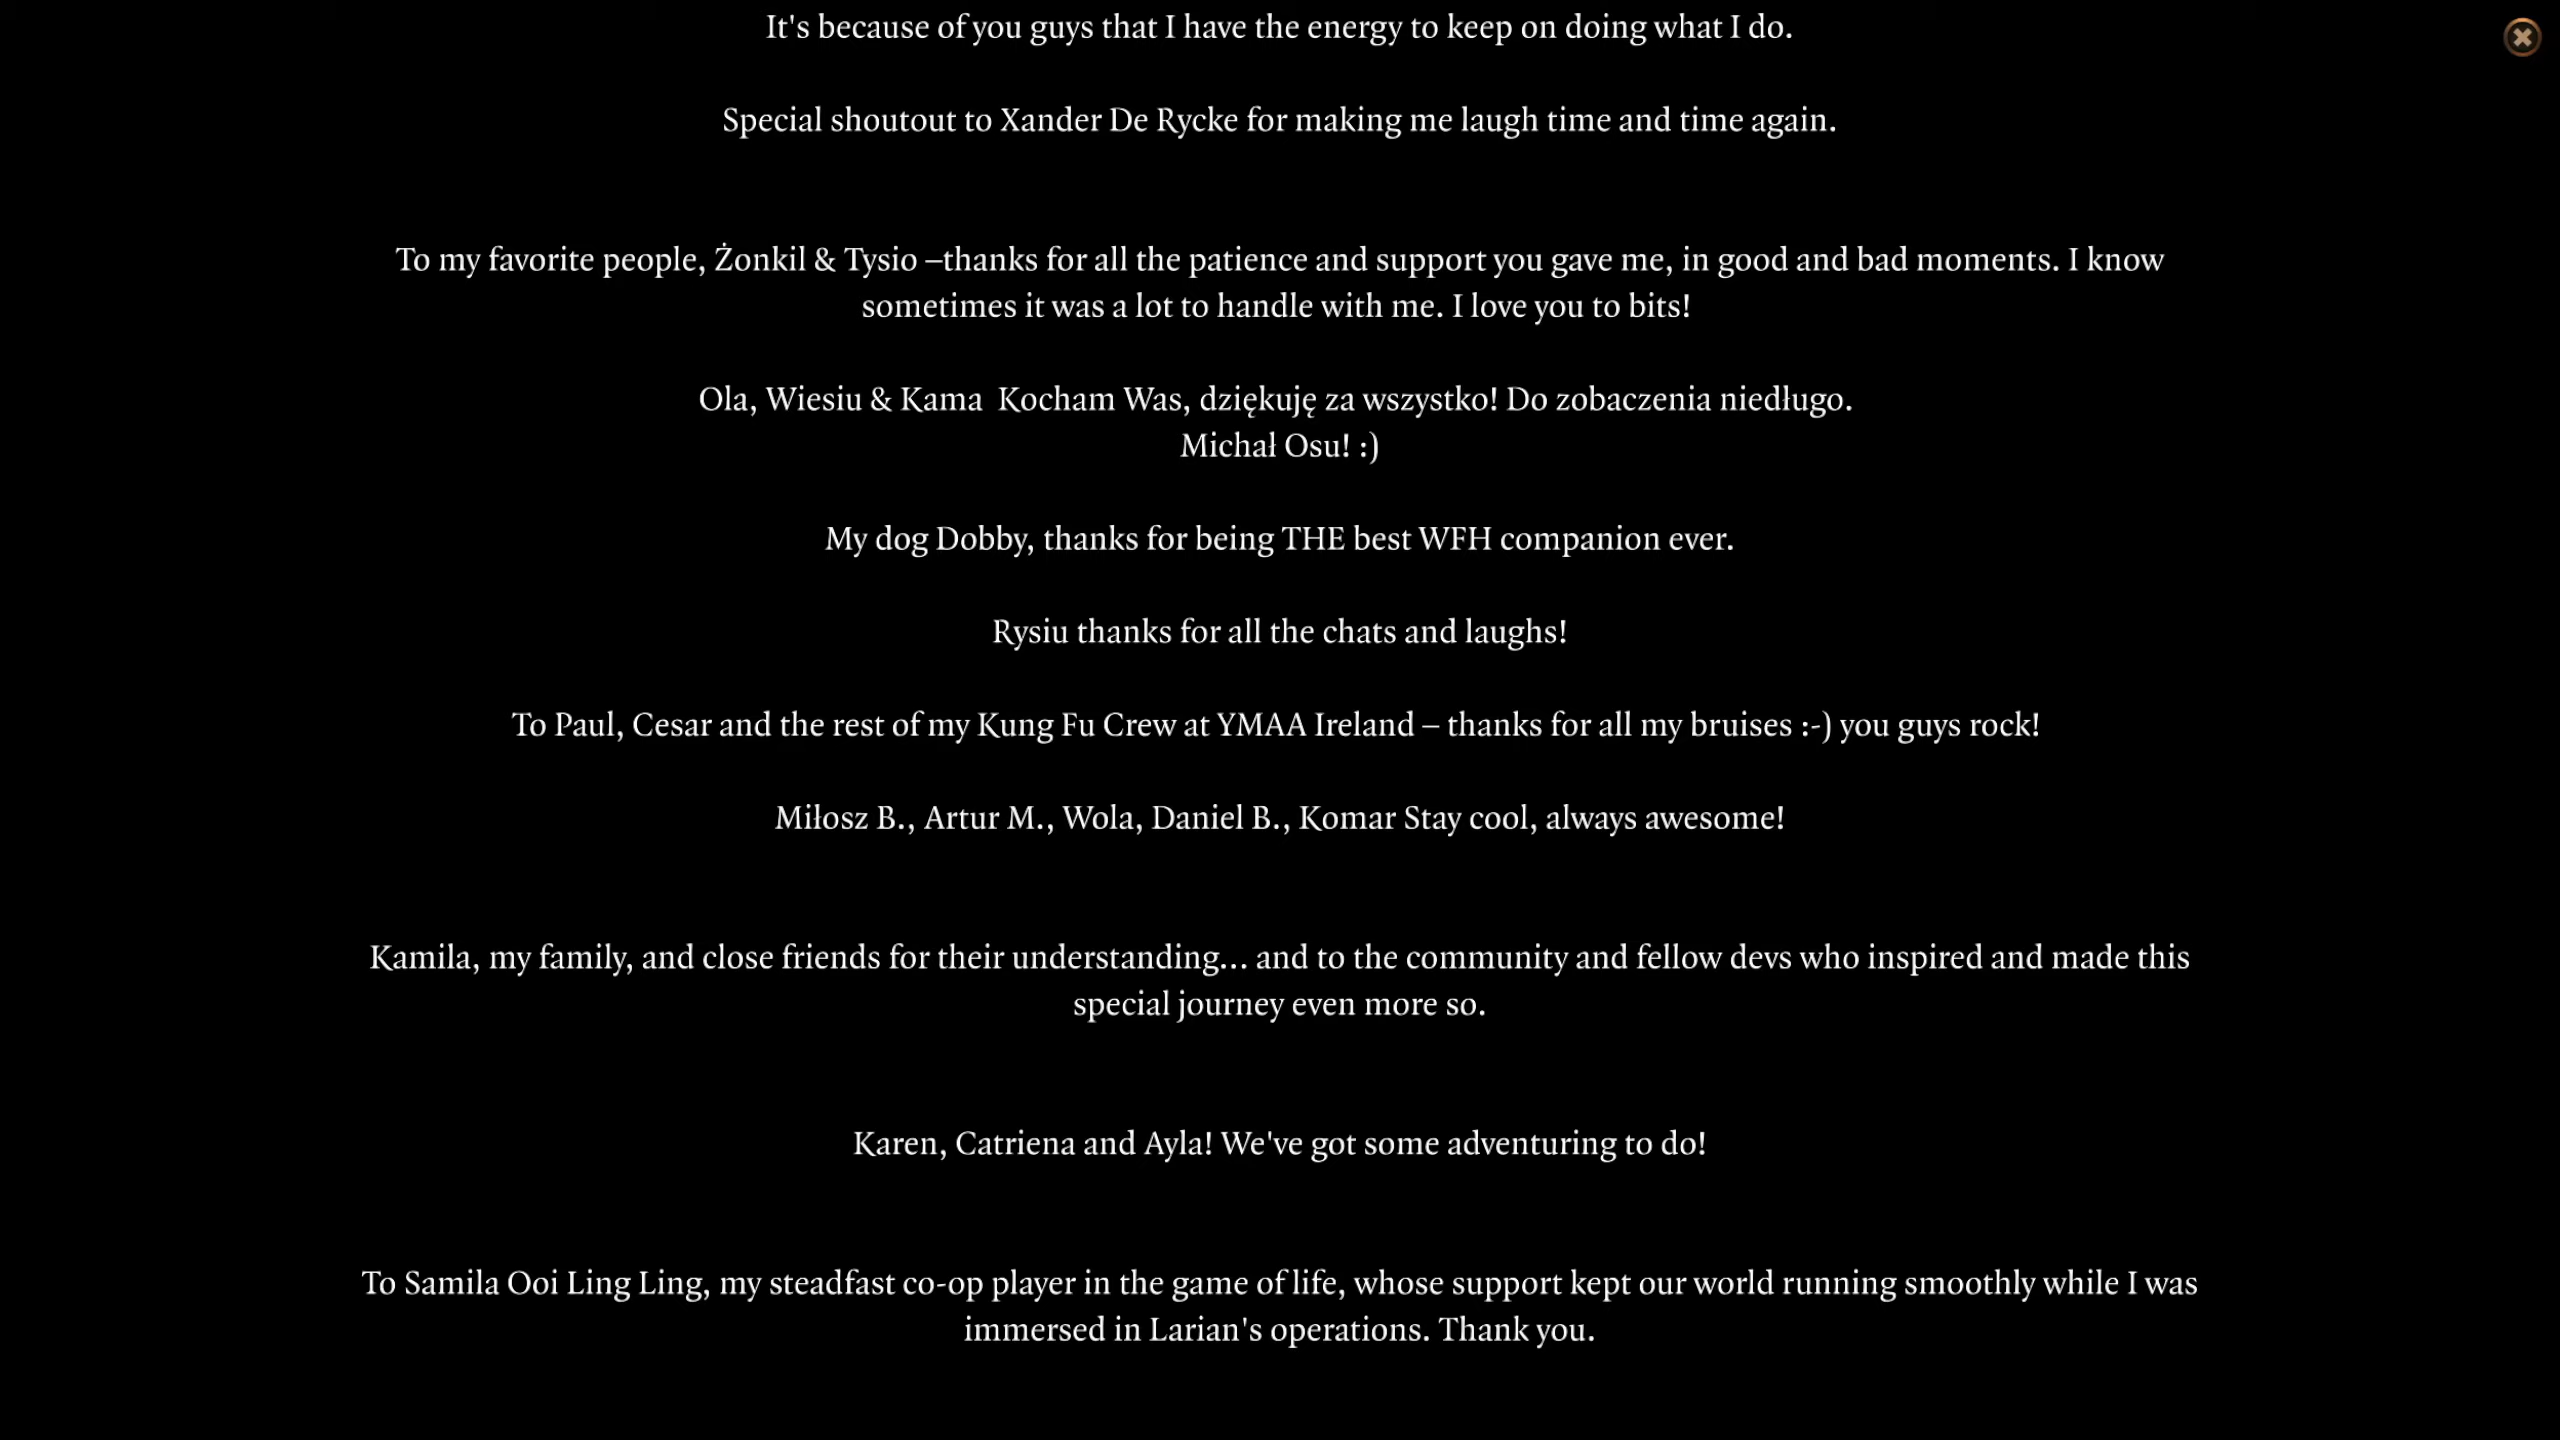 It's because of you guys that I have the energy to keep on doing what I do.
Special shoutout to Xander De Rycke for making me laugh time and time again.
To my favorite people, Żonkil & Tysio –thanks for all the patience and support you gave me, in good and bad moments. I know
sometimes it was a lot to handle with me. I love you to bits!
Ola, Wiesiu & Kama  Kocham Was, dziękuję za wszystko! Do zobaczenia niedługo.
Michał Osu! :)
My dog Dobby, thanks for being THE best WFH companion ever.
Rysiu thanks for all the chats and laughs!
To Paul, Cesar and the rest of my Kung Fu Crew at YMAA Ireland – thanks for all my bruises :-) you guys rock!
Miłosz B., Artur M., Wola, Daniel B., Komar Stay cool, always awesome!
Kamila, my family, and close friends for their understanding... and to the community and fellow devs who inspired and made this
special journey even more so.
Karen, Catriena and Ayla! We've got some adventuring to do!
To Samila Ooi Ling Ling, my steadfast co-op player in the game of life, whose support kept our world running smoothly while I was
immersed in Larian's operations. Thank you.